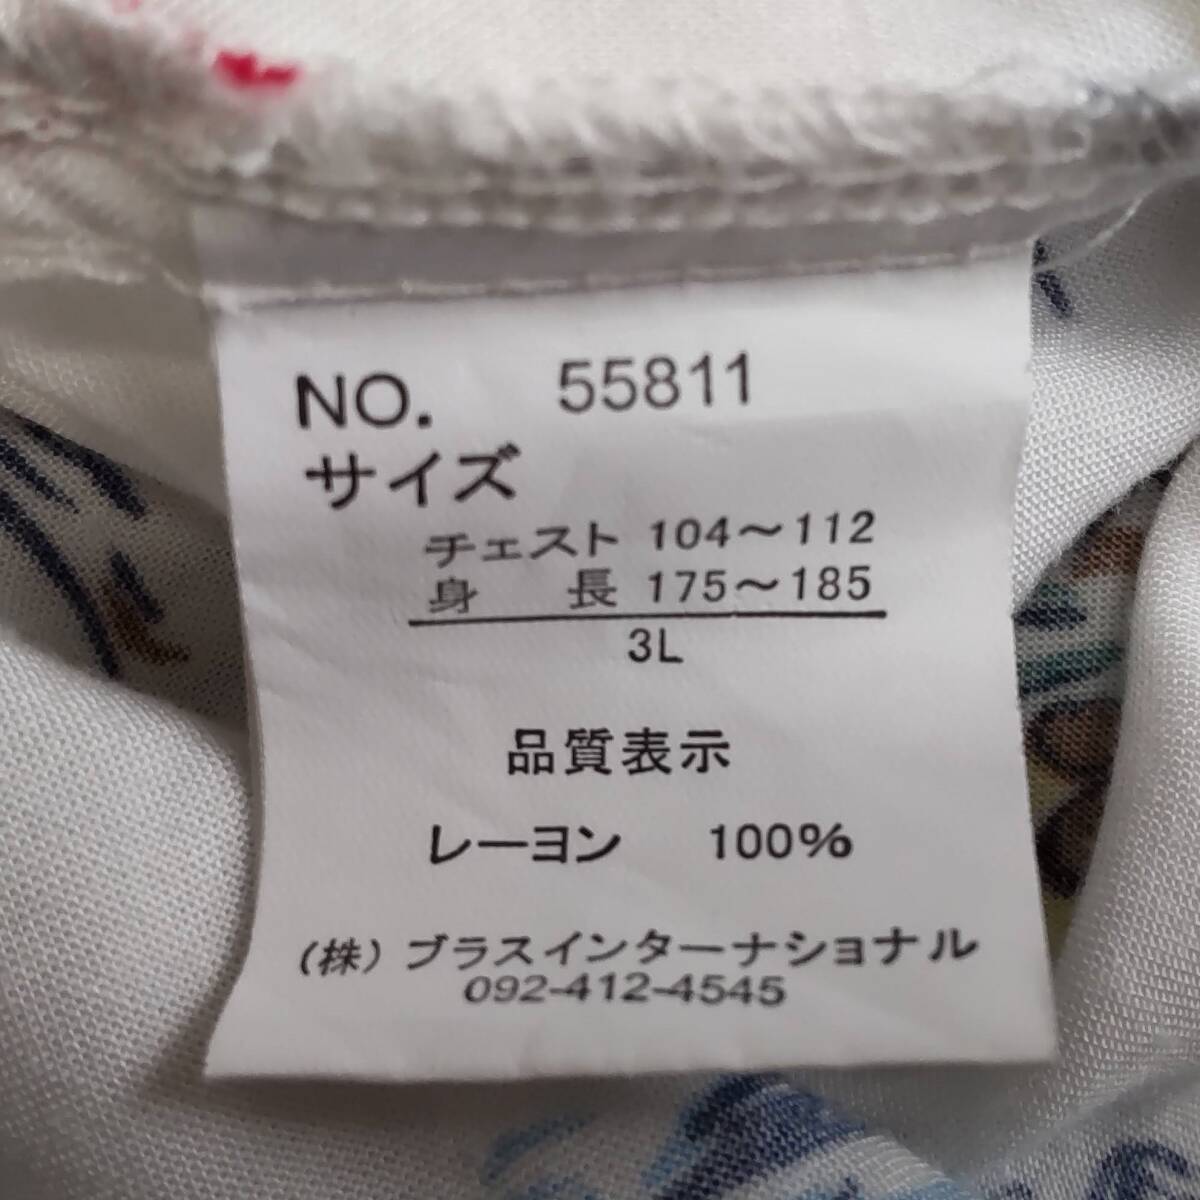 NO. 55811
サイズ
チェスト 104〜112
身 長 175〜185
3L
品質表示
レーヨン 100%
(株) ブラスインターナショナル
092-412-4545